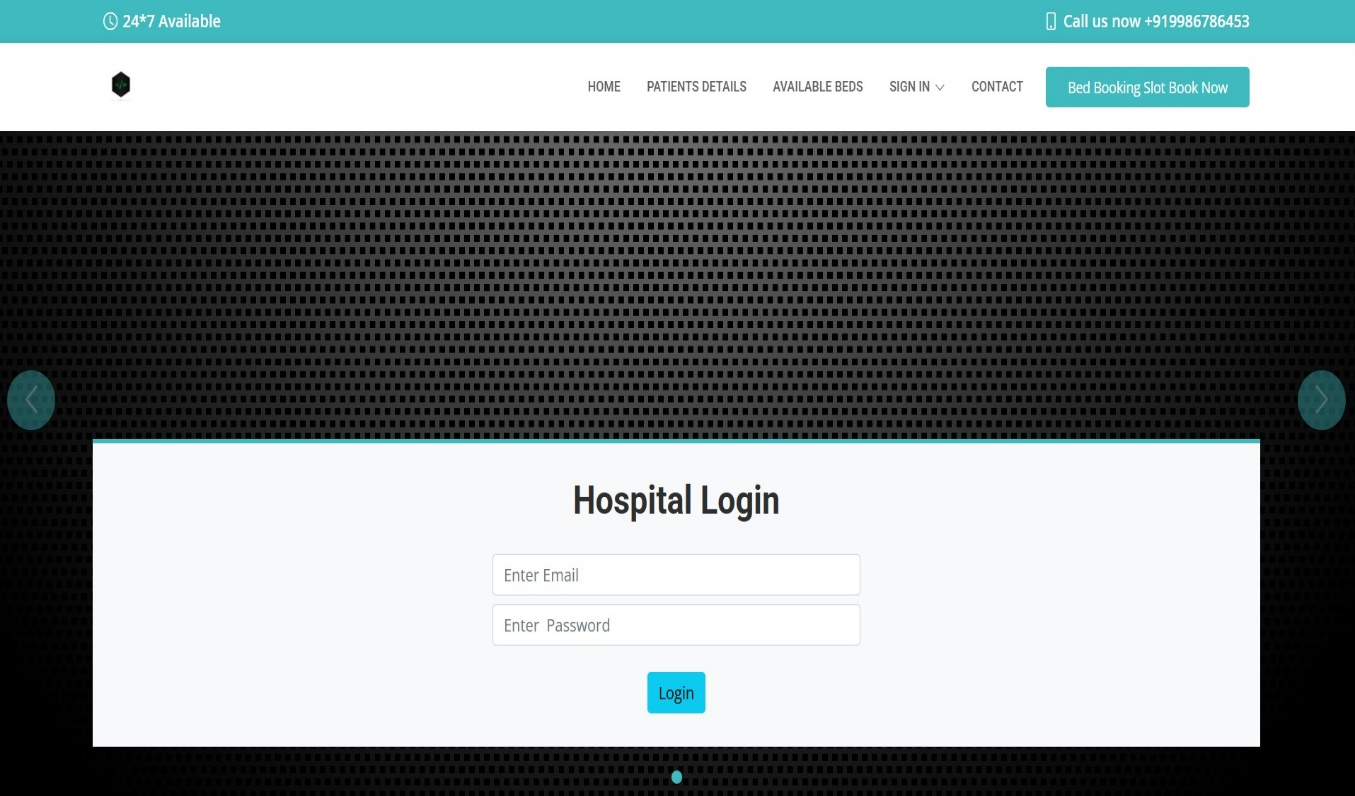 24*7 Available
Call us now +919986786453
HOME PATIENTS DETAILS AVAILABLE BEDS SIGN IN CONTACT Bed Booking Slot Book Now
Hospital Login
Enter Email
Enter Password
Login